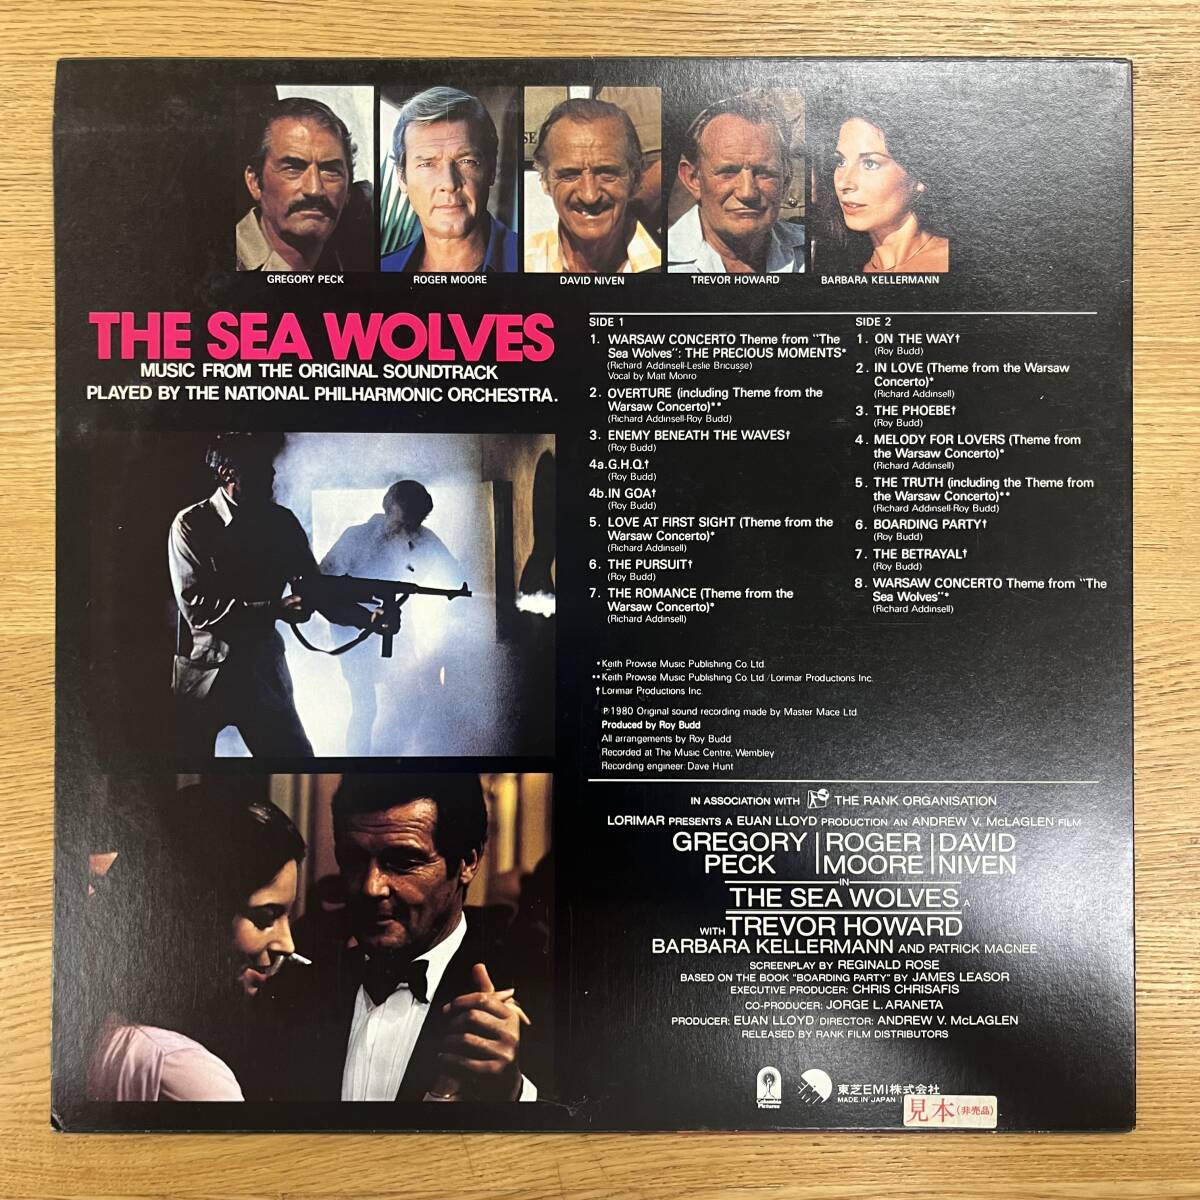 GREGORY PECK
ROGER MOORE
DAVID NIVEN
TREVOR HOWARD
BARBARA KELLERMANN
THE SEA WOLVES
MUSIC FROM THE ORIGINAL SOUNDTRACK
PLAYED BY THE NATIONAL PHILHARMONIC ORCHESTRA.
SIDE 1
1. WARSAW CONCERTO Theme from "The
Sea Wolves": THE PRECIOUS MOMENTS*
(Richard Addinsell-Leslie Bricusse)
Vocal by Matt Monro
2. OVERTURE (including Theme from the
Warsaw Concerto)**
(Richard Addinsell-Roy Budd)
3. ENEMY BENEATH THE WAVES†
(Roy Budd)
4a. G.H.Q.†
(Roy Budd)
4b. IN GOA†
(Roy Budd)
5. LOVE AT FIRST SIGHT (Theme from the
Warsaw Concerto)*
(Richard Addinsell)
6. THE PURSUIT†
(Roy Budd)
7. THE ROMANCE (Theme from the
Warsaw Concerto)*
(Richard Addinsell)
SIDE 2
1. ON THE WAY†
(Roy Budd)
2. IN LOVE (Theme from the Warsaw
Concerto)*
(Richard Addinsell)
3. THE PHOEBE†
(Roy Budd)
4. MELODY FOR LOVERS (Theme from
the Warsaw Concerto)*
(Richard Addinsell)
5. THE TRUTH (including the Theme from
the Warsaw Concerto)**
(Richard Addinsell-Roy Budd)
6. BOARDING PARTY†
(Roy Budd)
7. THE BETRAYAL†
(Roy Budd)
8. WARSAW CONCERTO Theme from "The
Sea Wolves"*
(Richard Addinsell)
* Keith Prowse Music Publishing Co. Ltd.
** Keith Prowse Music Publishing Co. Ltd./Lorimar Productions Inc.
† Lorimar Productions Inc.
℗ 1980 Original sound recording made by Master Mace Ltd.
Produced by Roy Budd
All arrangements by Roy Budd
Recorded at The Music Centre, Wembley
Recording engineer: Dave Hunt
IN ASSOCIATION WITH THE RANK ORGANISATION
LORIMAR PRESENTS A EUAN LLOYD PRODUCTION AN ANDREW V. McLAGLEN FILM
GREGORY PECK | ROGER MOORE | DAVID NIVEN
IN
THE SEA WOLVES A
WITH TREVOR HOWARD
BARBARA KELLERMANN AND PATRICK MACNEE
SCREENPLAY BY REGINALD ROSE
BASED ON THE BOOK "BOARDING PARTY" BY JAMES LEASOR
EXECUTIVE PRODUCER: CHRIS CHRISAFIS
CO-PRODUCER: JORGE L. ARANETA
PRODUCER: EUAN LLOYD/DIRECTOR: ANDREW V. McLAGLEN
RELEASED BY RANK FILM DISTRIBUTORS
Columbia
Pictures
東芝EMI株式会社
MADE IN JAPAN
見本(非売品)